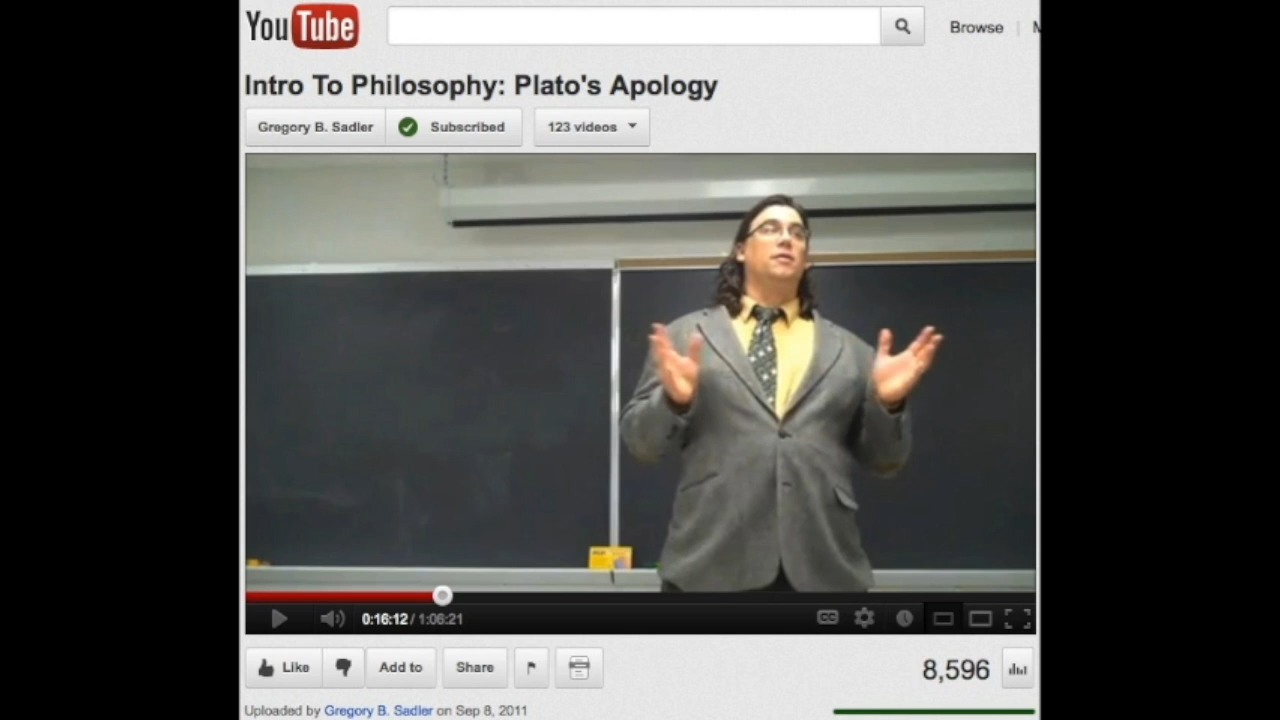 YouTube
Browse
Intro To Philosophy: Plato's Apology
Gregory B. Sadler Subscribed 123 videos
0:16:12 / 1:06:21 CC
Like Add to Share 8,596
Uploaded by Gregory B. Sadler on Sep 8, 2011